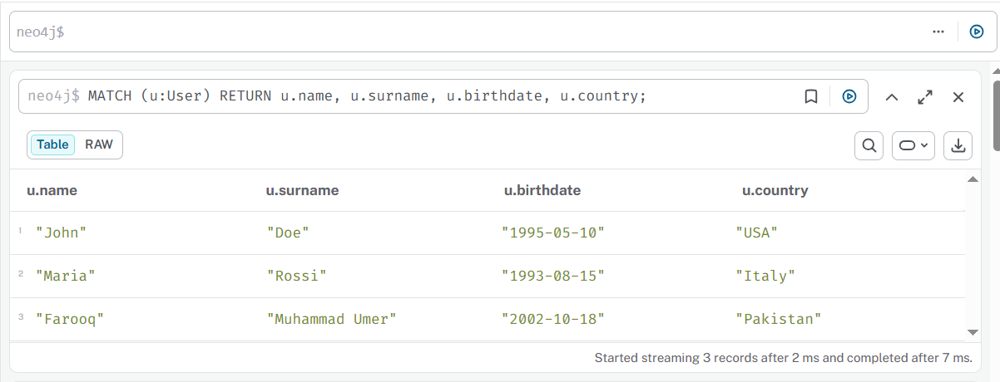 neo4j$
neo4j$ MATCH (u:User) RETURN u.name, u.surname, u.birthdate, u.country;
Table RAW
u.name u.surname u.birthdate u.country
1 "John" "Doe" "1995-05-10" "USA"
2 "Maria" "Rossi" "1993-08-15" "Italy"
3 "Farooq" "Muhammad Umer" "2002-10-18" "Pakistan"
Started streaming 3 records after 2 ms and completed after 7 ms.